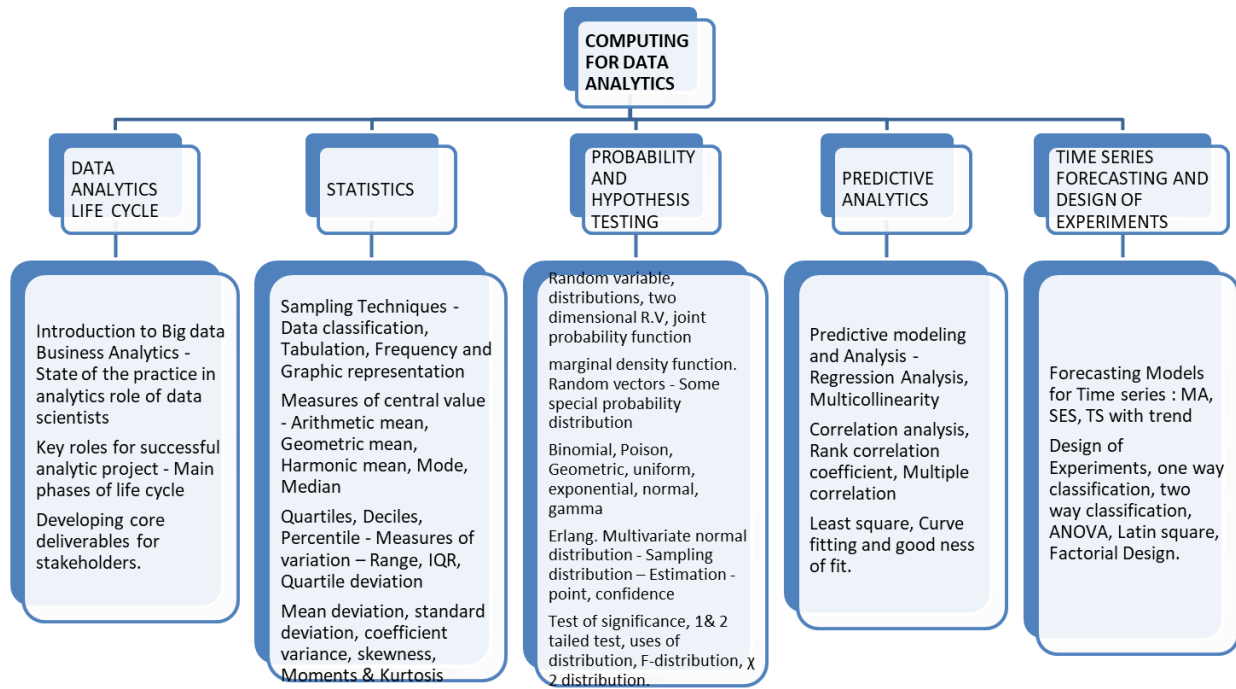 COMPUTING
FOR DATA
ANALYTICS
DATA
ANALYTICS
LIFE CYCLE
STATISTICS
PROBABILITY
AND
HYPOTHESIS
TESTING
PREDICTIVE
ANALYTICS
TIME SERIES
FORECASTING AND
DESIGN OF
EXPERIMENTS
Introduction to Big data
Business Analytics -
State of the practice in
analytics role of data
scientists
Key roles for successful
analytic project - Main
phases of life cycle
Developing core
deliverables for
stakeholders.
Sampling Techniques -
Data classification,
Tabulation, Frequency and
Graphic representation
Measures of central value
- Arithmetic mean,
Geometric mean,
Harmonic mean, Mode,
Median
Quartiles, Deciles,
Percentile - Measures of
variation – Range, IQR,
Quartile deviation
Mean deviation, standard
deviation, coefficient
variance, skewness,
Moments & Kurtosis
Random variable,
distributions, two
dimensional R.V, joint
probability function
marginal density function.
Random vectors - Some
special probability
distribution
Binomial, Poison,
Geometric, uniform,
exponential, normal,
gamma
Erlang. Multivariate normal
distribution - Sampling
distribution – Estimation -
point, confidence
Test of significance, 1& 2
tailed test, uses of t-
distribution, F-distribution, χ
2 distribution.
Predictive modeling
and Analysis -
Regression Analysis,
Multicollinearity
Correlation analysis,
Rank correlation
coefficient, Multiple
correlation
Least square, Curve
fitting and good ness
of fit.
Forecasting Models
for Time series : MA,
SES, TS with trend
Design of
Experiments, one way
classification, two
way classification,
ANOVA, Latin square,
Factorial Design.